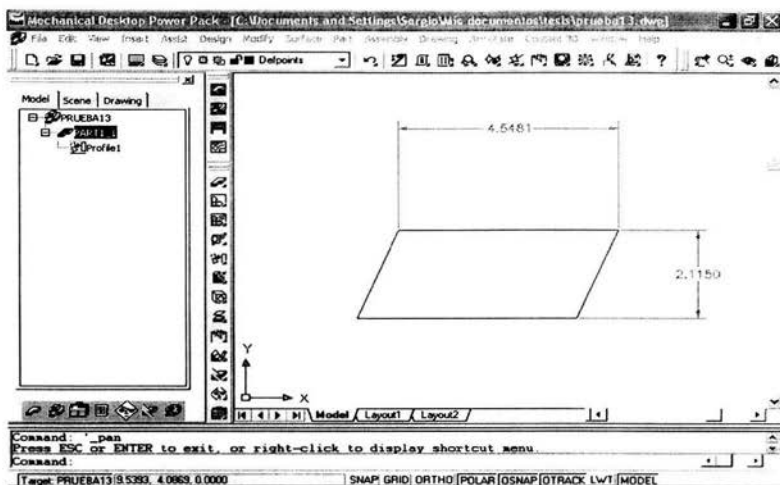 Mechanical Desktop Power Pack - [C:\Documents and Settings\Sergio\Mis documentos\tesis\prueba13.dwg]
File Edit View Insert Assist Design Modify Surface Part Assemble Drawing Annotate Content 3D Window Help
Defpoints
Model Scene Drawing
PRUEBA13
PART1_1
Profile1
4.5481
2.1150
Y
X
Model Layout1 Layout2
Command: '_pan
Press ESC or ENTER to exit, or right-click to display shortcut menu.
Command:
Target: PRUEBA13 9.5393, 4.0869, 0.0000 SNAP GRID ORTHO POLAR OSNAP OTRACK LWT MODEL